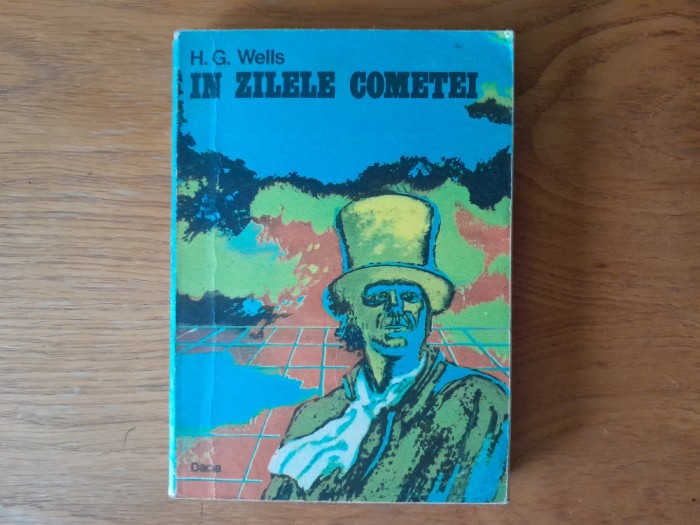 H. G. Wells
IN ZILELE COMETEI
Dacia